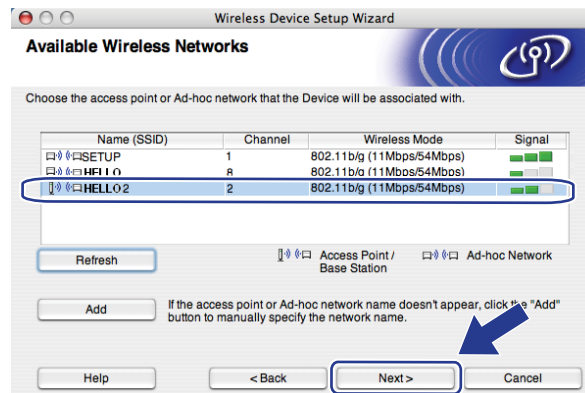 Wireless Device Setup Wizard
Available Wireless Networks
Choose the access point or Ad-hoc network that the Device will be associated with.
Name (SSID) Channel Wireless Mode Signal
SETUP 1 802.11b/g (11Mbps/54Mbps)
HELLO 8 802.11b/g (11Mbps/54Mbps)
HELLO2 2 802.11b/g (11Mbps/54Mbps)
Refresh Access Point / Ad-hoc Network
Base Station
Add If the access point or Ad-hoc network name doesn't appear, click the "Add"
button to manually specify the network name.
Help < Back Next > Cancel